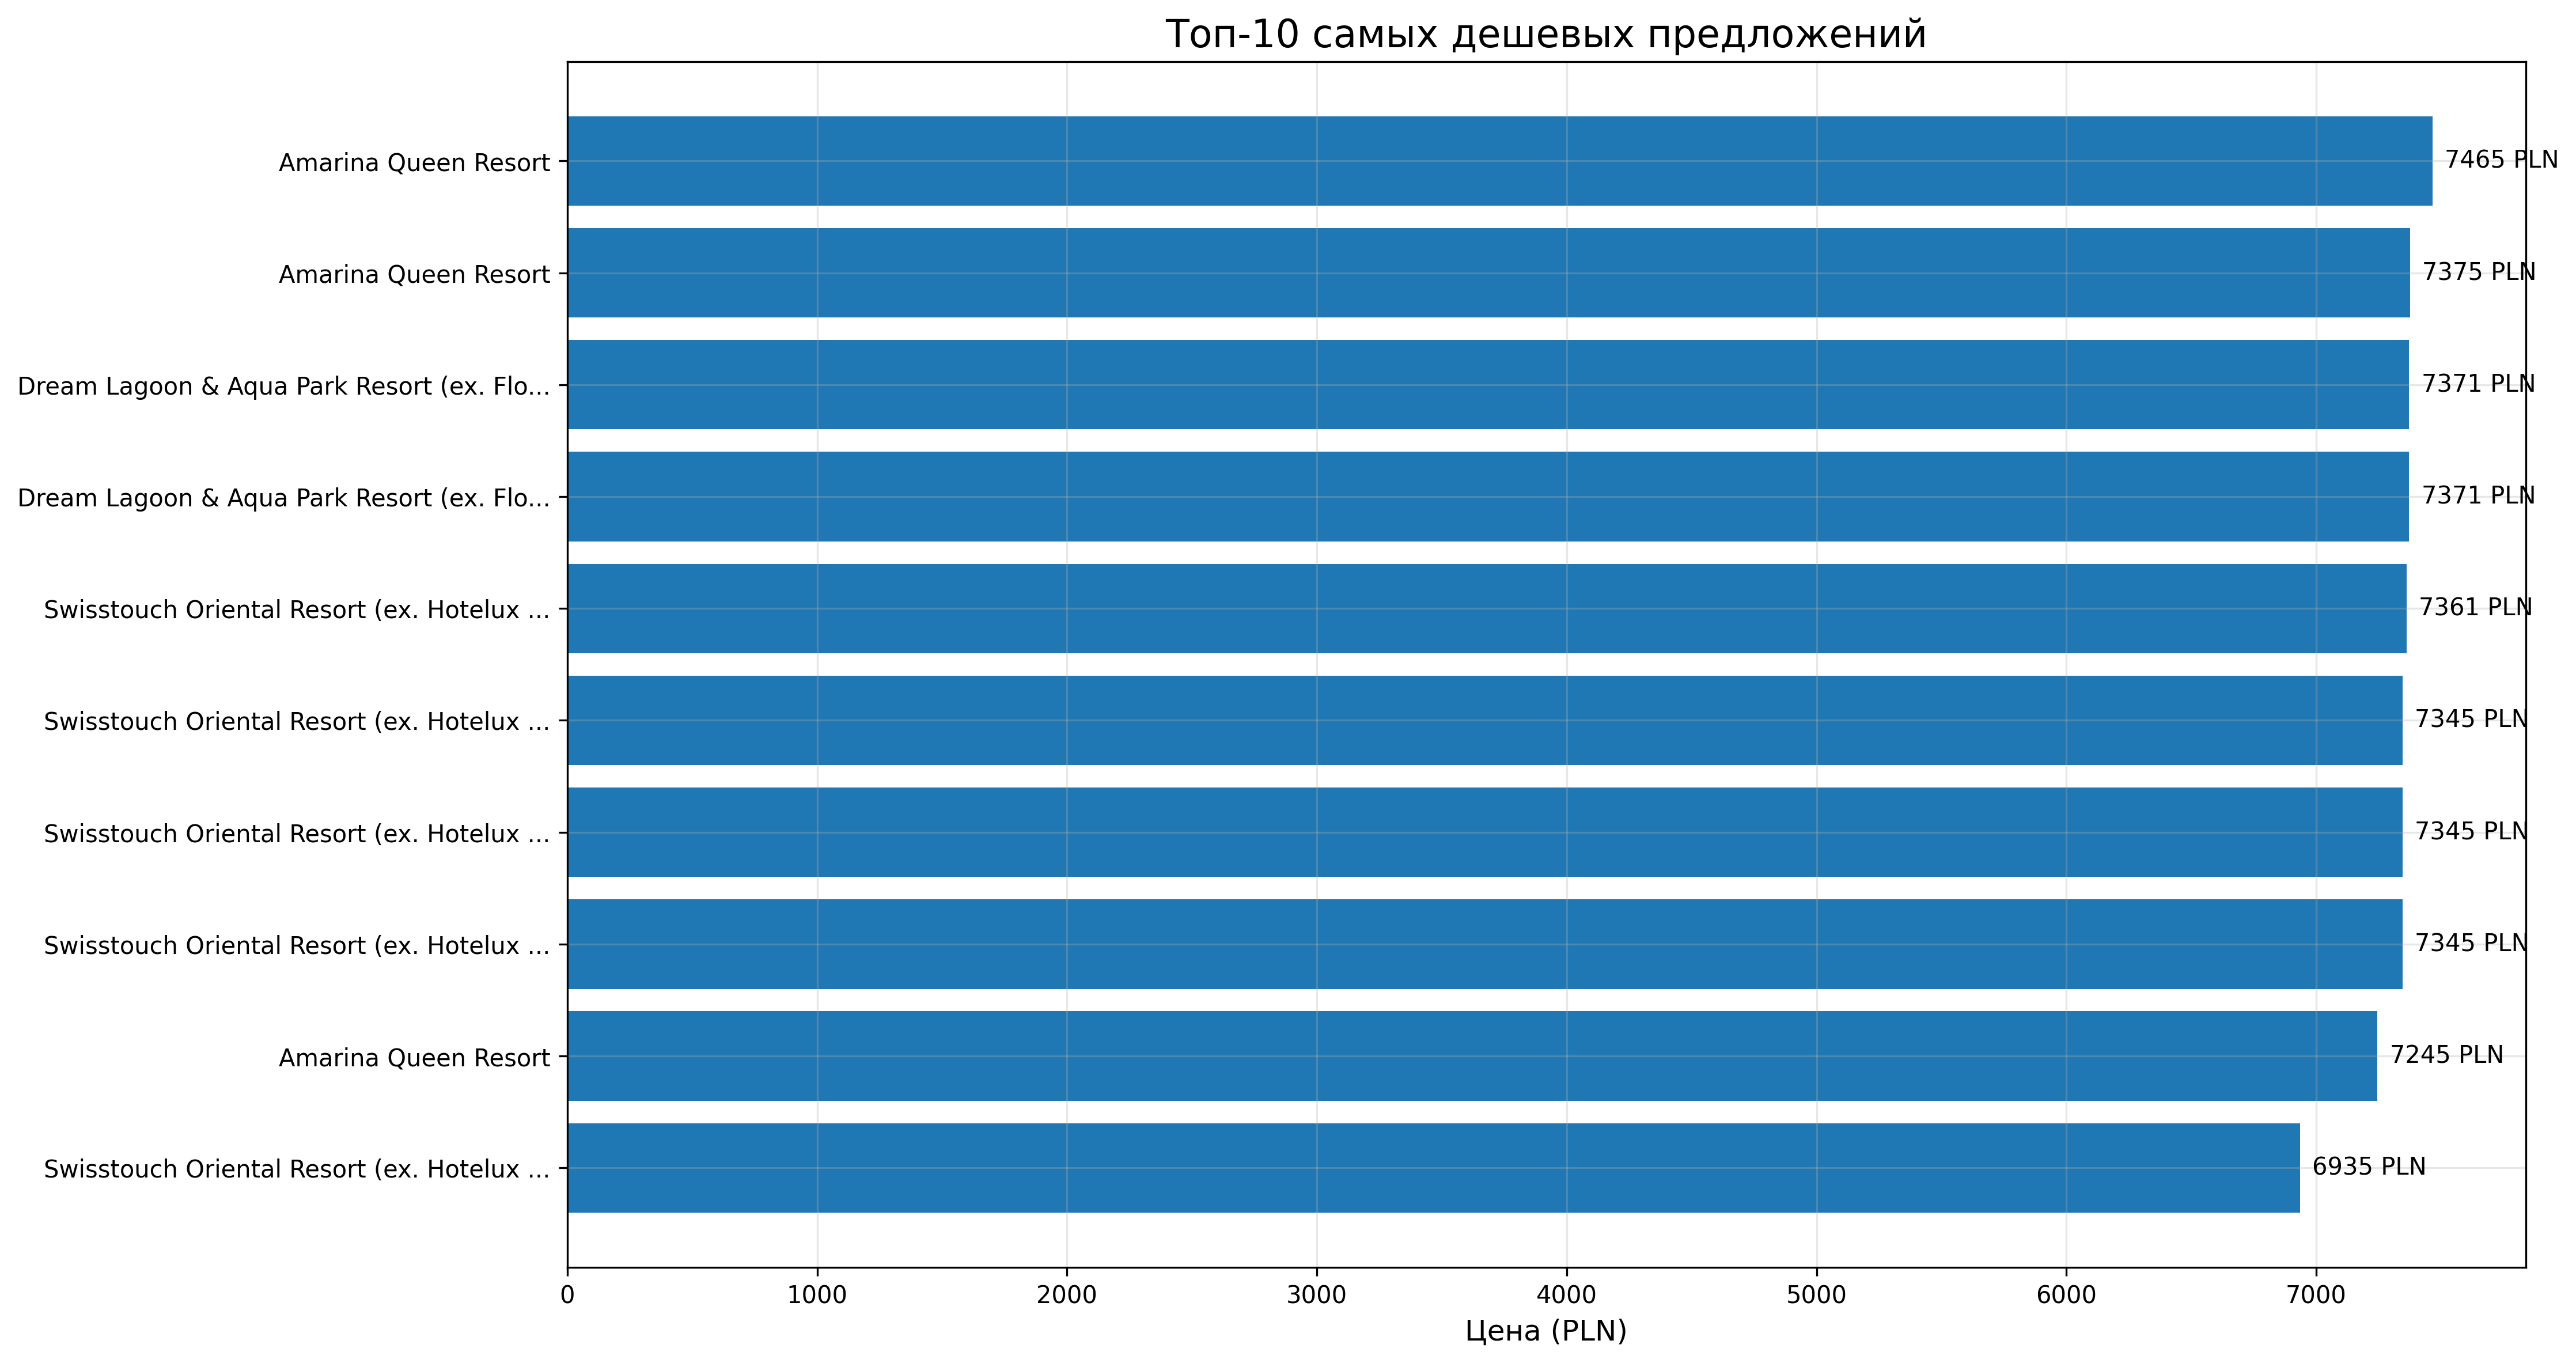 Топ-10 самых дешевых предложений
Amarina Queen Resort
7465 PLN
Amarina Queen Resort
7375 PLN
Dream Lagoon & Aqua Park Resort (ex. Flo...
7371 PLN
Dream Lagoon & Aqua Park Resort (ex. Flo...
7371 PLN
Swisstouch Oriental Resort (ex. Hotelux ...
7361 PLN
Swisstouch Oriental Resort (ex. Hotelux ...
7345 PLN
Swisstouch Oriental Resort (ex. Hotelux ...
7345 PLN
Swisstouch Oriental Resort (ex. Hotelux ...
7345 PLN
Amarina Queen Resort
7245 PLN
Swisstouch Oriental Resort (ex. Hotelux ...
6935 PLN
0 1000 2000 3000 4000 5000 6000 7000
Цена (PLN)